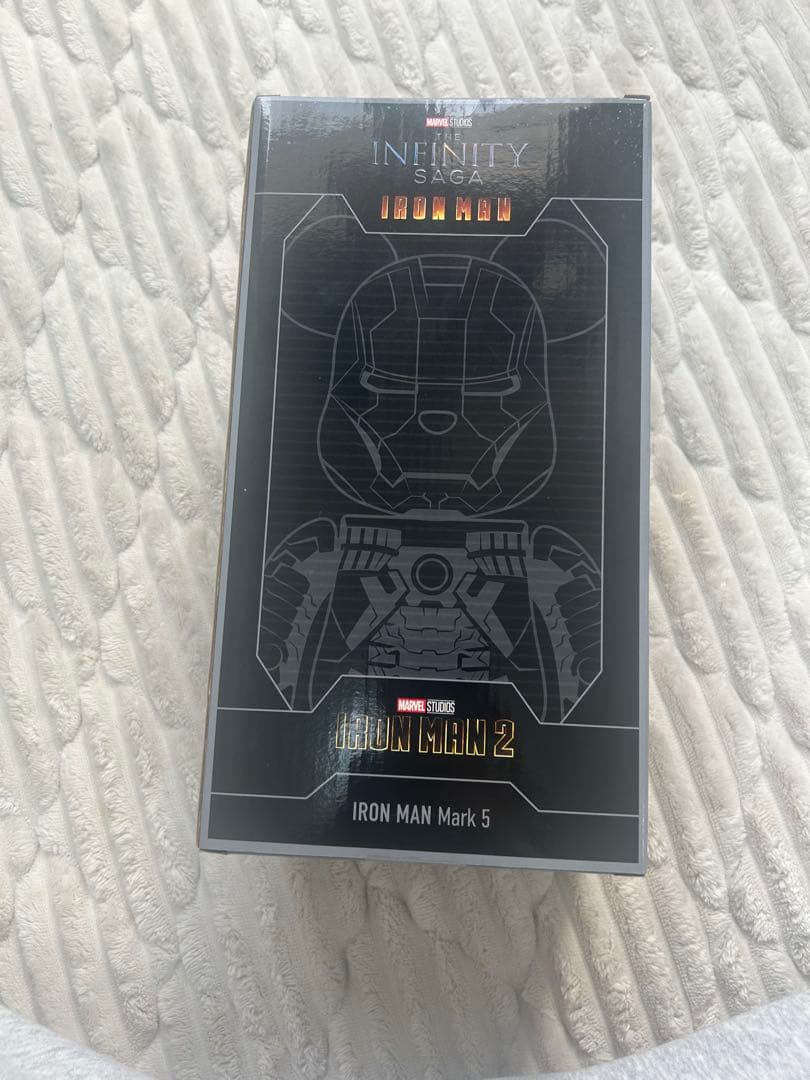 MARVEL STUDIOS
THE
INFINITY
SAGA
IRON MAN
MARVEL STUDIOS
IRON MAN 2
IRON MAN Mark 5